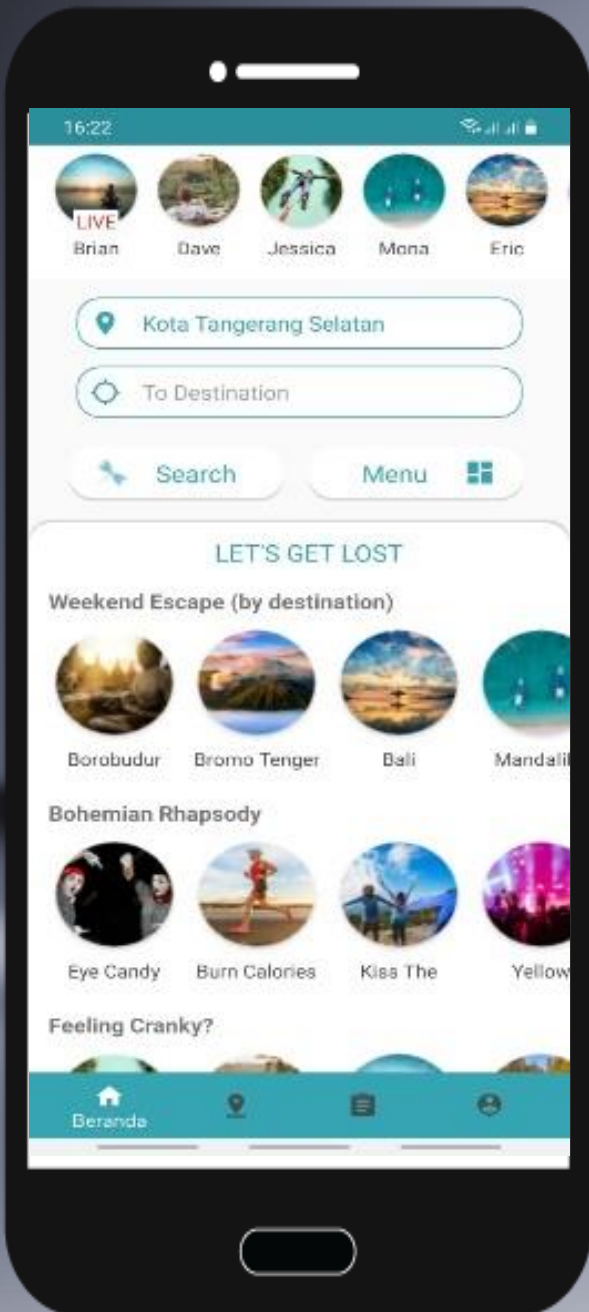 16:22
LIVE
Brian Dave Jessica Mona Eric
Kota Tangerang Selatan
To Destination
Search Menu
LET'S GET LOST
Weekend Escape (by destination)
Borobudur Bromo Tenger Bali Mandalik
Bohemian Rhapsody
Eye Candy Burn Calories Kiss The Yellow
Feeling Cranky?
Beranda